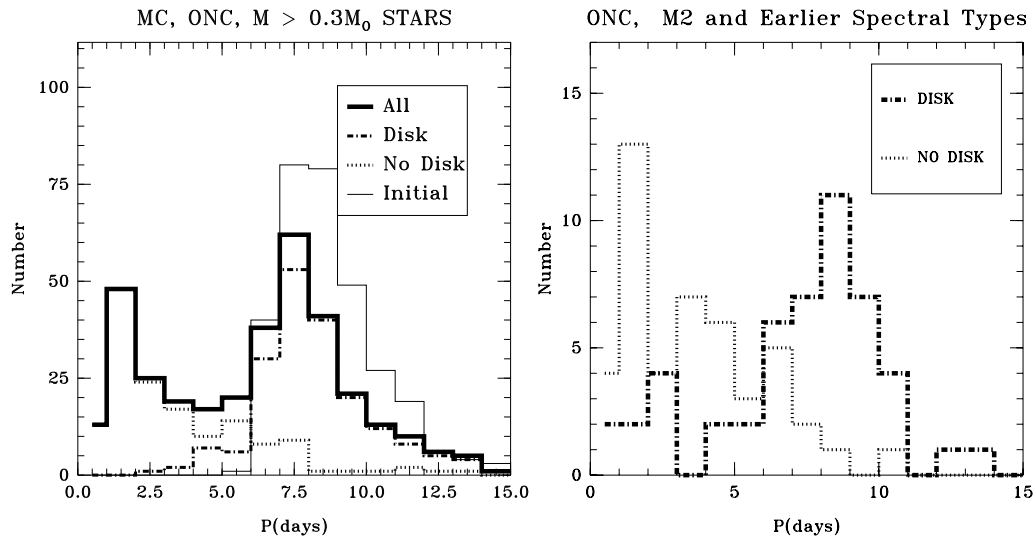 MC, ONC, M > 0.3M₀ STARS
100
75
50
25
0
Number
All
Disk
No Disk
Initial
0.0 2.5 5.0 7.5 10.0 12.5 15.0
P(days)
ONC, M2 and Earlier Spectral Types
15
10
5
0
Number
DISK
NO DISK
0 5 10 15
P(days)